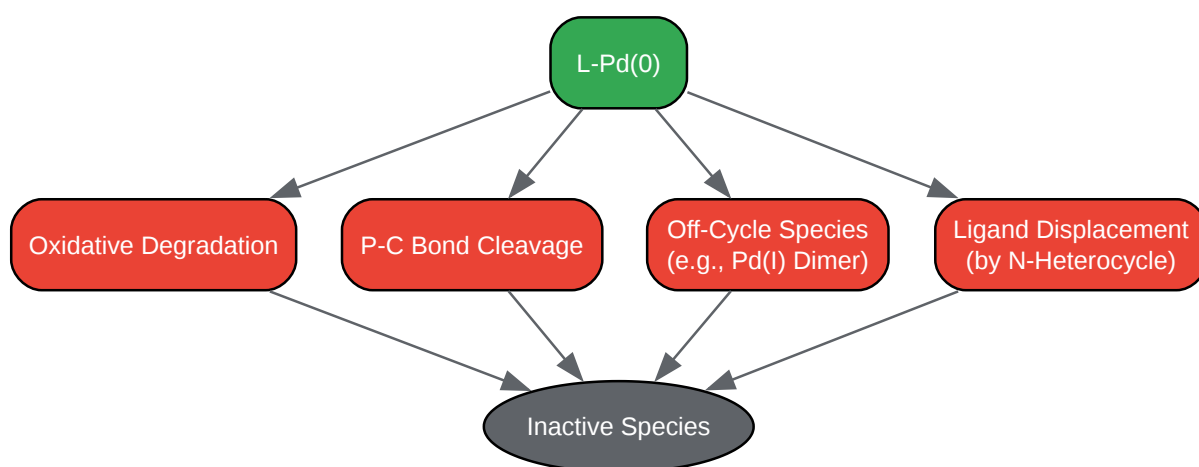 L-Pd(0)
Oxidative Degradation
P-C Bond Cleavage
Off-Cycle Species
(e.g., Pd(I) Dimer)
Ligand Displacement
(by N-Heterocycle)
Inactive Species